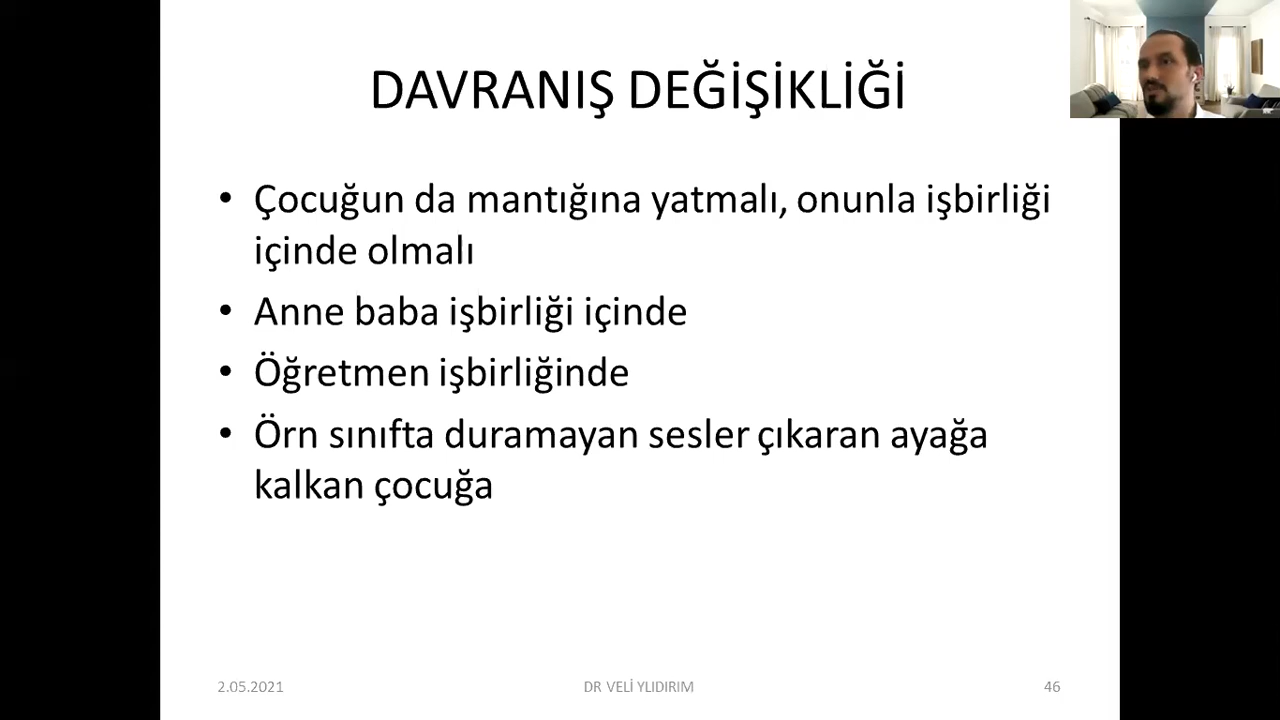 DAVRANIŞ DEĞİŞİKLİĞİ
• Çocuğun da mantığına yatmalı, onunla işbirliği
içinde olmalı
• Anne baba işbirliği içinde
• Öğretmen işbirliğinde
• Örn sınıfta duramayan sesler çıkaran ayağa
kalkan çocuğa
2.05.2021
DR VELİ YLIDIRIM
46